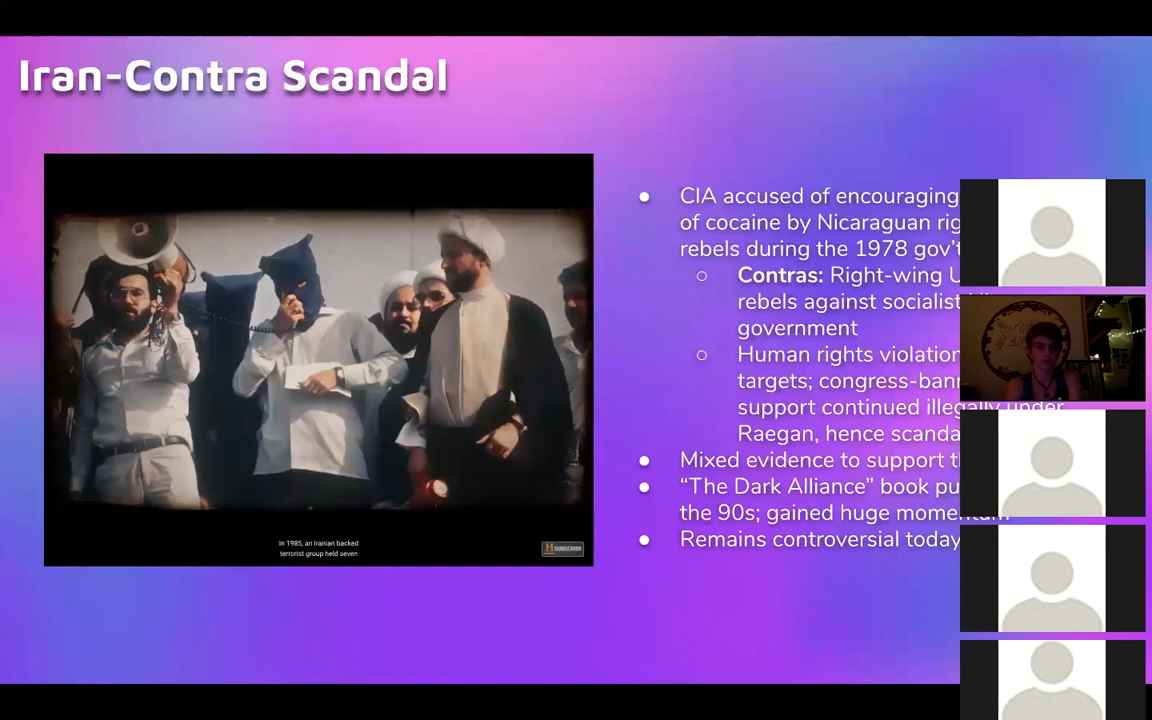 Iran-Contra Scandal
● CIA accused of encouraging
of cocaine by Nicaraguan rig
rebels during the 1978 gov't
○ Contras: Right-wing U
rebels against socialist
government
○ Human rights violation
targets; congress-ban
support continued illegally under
Raegan, hence scanda
● Mixed evidence to support t
● "The Dark Alliance" book pu
the 90s; gained huge momentum
● Remains controversial today
In 1985, an Iranian backed
terrorist group held seven
H SUBSCRIBE